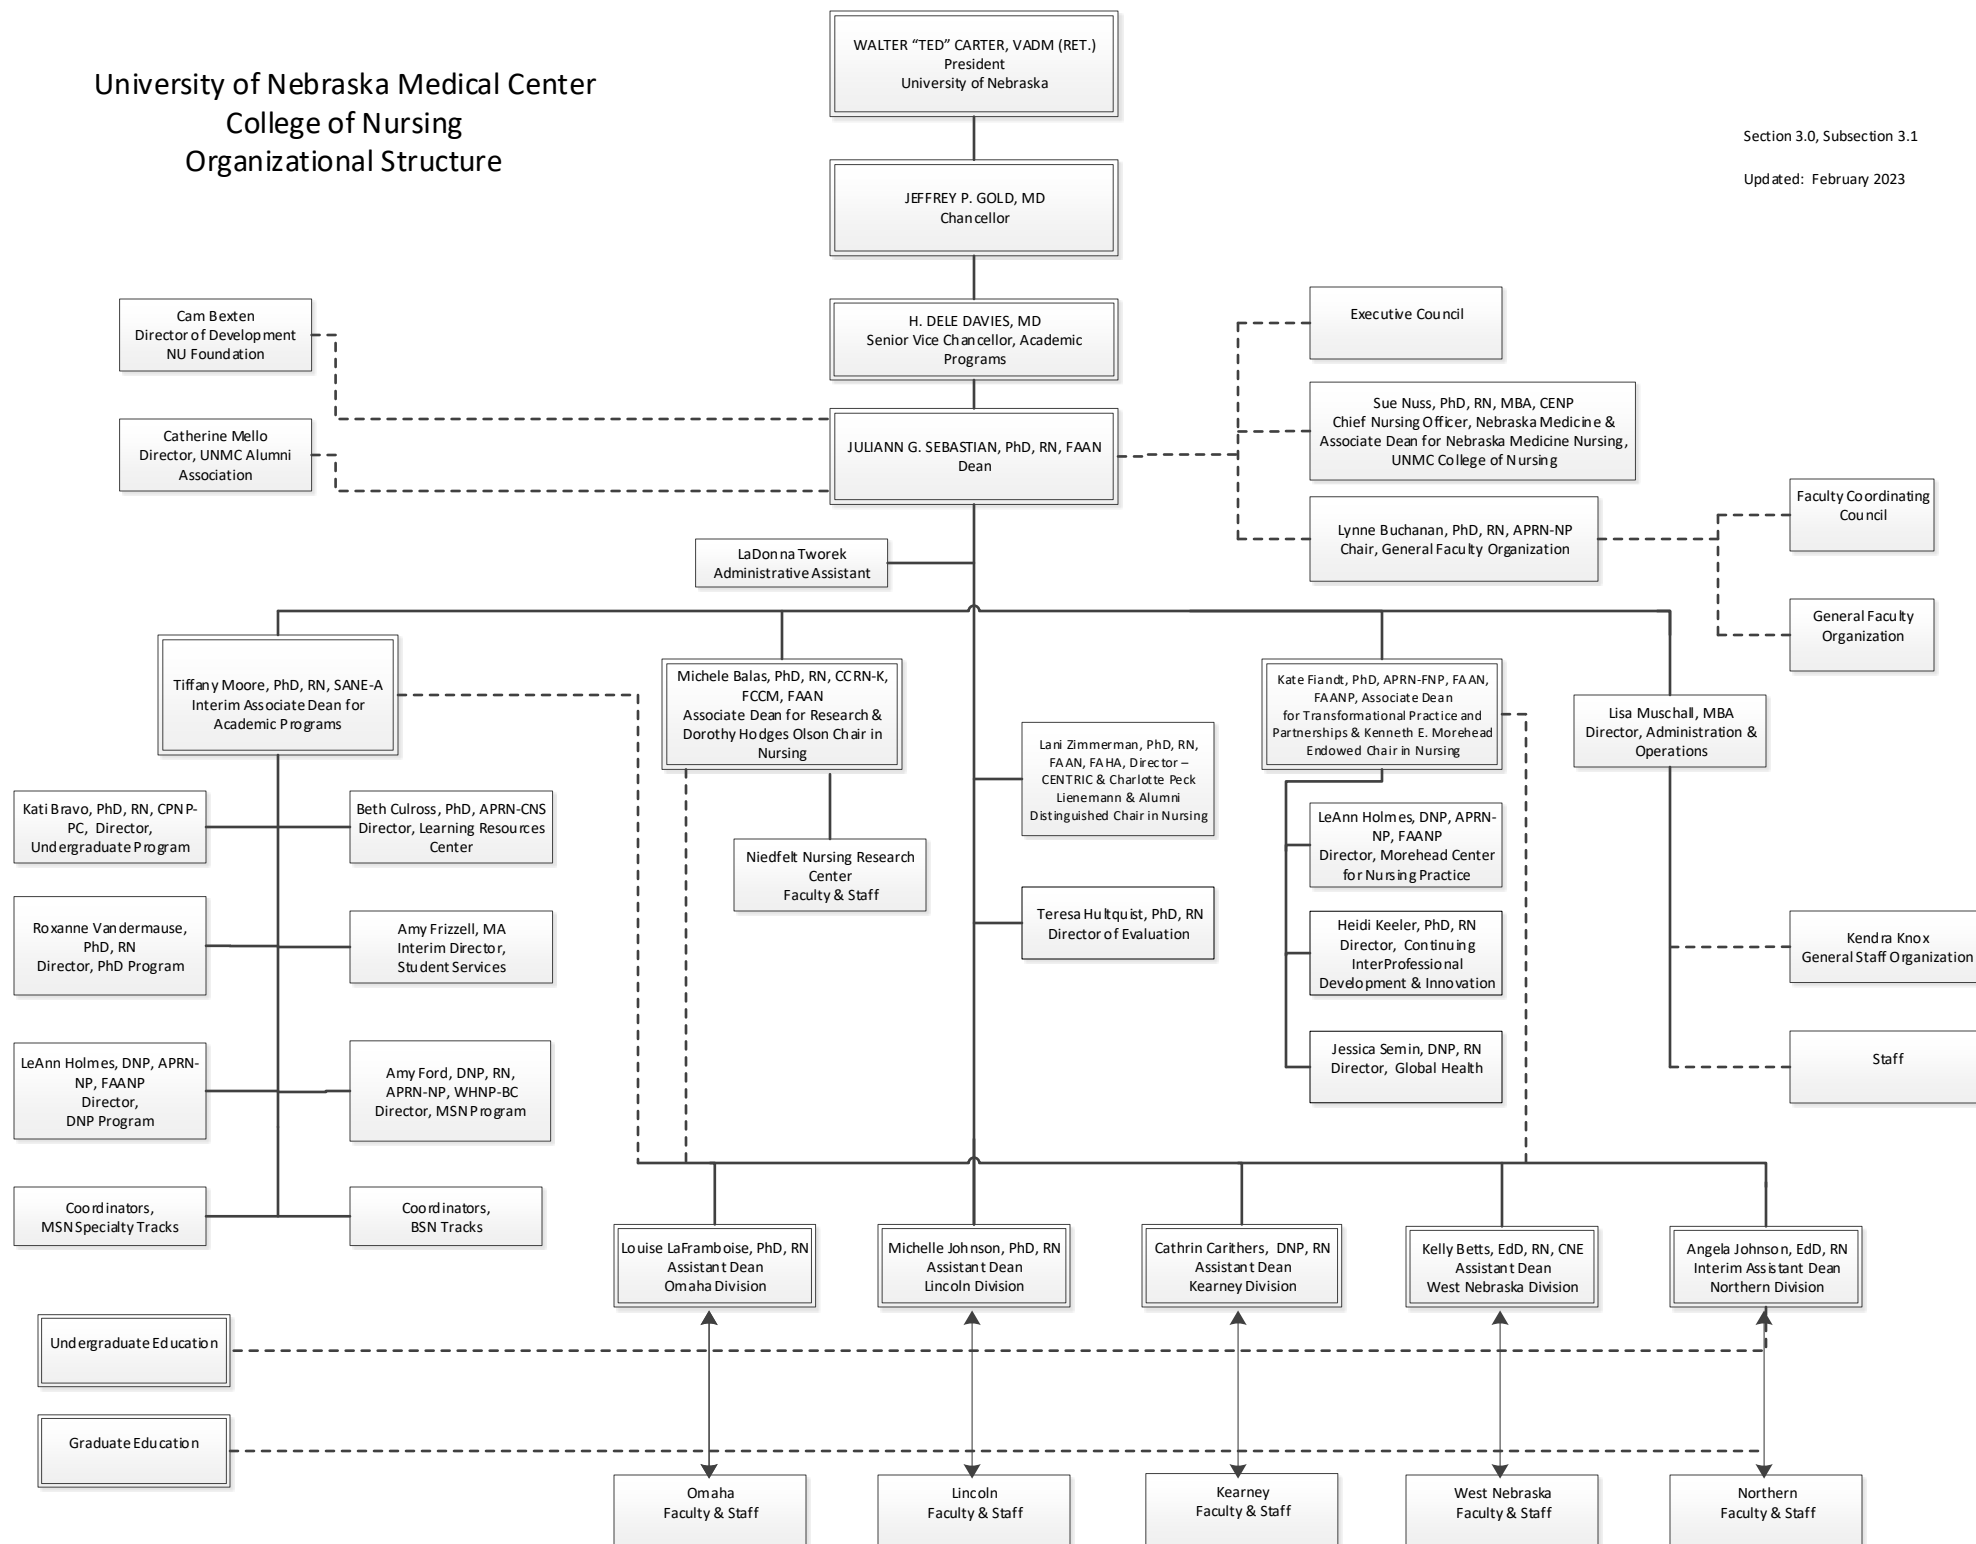 University of Nebraska Medical Center
College of Nursing
Organizational Structure
WALTER “TED” CARTER, VADM (RET.)
President
University of Nebraska
Section 3.0, Subsection 3.1
Updated: February 2023
JEFFREY P. GOLD, MD
Chancellor
H. DELE DAVIES, MD
Senior Vice Chancellor, Academic
Programs
Cam Bexten
Director of Development
NU Foundation
Catherine Mello
Director, UNMC Alumni
Association
JULIANN G. SEBASTIAN, PhD, RN, FAAN
Dean
Executive Council
Sue Nuss, PhD, RN, MBA, CENP
Chief Nursing Officer, Nebraska Medicine &
Associate Dean for Nebraska Medicine Nursing,
UNMC College of Nursing
Lynne Buchanan, PhD, RN, APRN-NP
Chair, General Faculty Organization
Faculty Coordinating
Council
General Faculty
Organization
LaDonna Tworek
Administrative Assistant
Tiffany Moore, PhD, RN, SANE-A
Interim Associate Dean for
Academic Programs
Michele Balas, PhD, RN, CCRN-K,
FCCM, FAAN
Associate Dean for Research &
Dorothy Hodges Olson Chair in
Nursing
Lani Zimmerman, PhD, RN,
FAAN, FAHA, Director –
CENTRIC & Charlotte Peck
Lienemann & Alumni
Distinguished Chair in Nursing
Kate Fiandt, PhD, APRN-FNP, FAAN,
FAANP, Associate Dean
for Transformational Practice and
Partnerships & Kenneth E. Morehead
Endowed Chair in Nursing
Lisa Muschall, MBA
Director, Administration &
Operations
Kati Bravo, PhD, RN, CPNP-
PC, Director,
Undergraduate Program
Beth Culross, PhD, APRN-CNS
Director, Learning Resources
Center
Niedfelt Nursing Research
Center
Faculty & Staff
LeAnn Holmes, DNP, APRN-
NP, FAANP
Director, Morehead Center
for Nursing Practice
Roxanne Vandermause,
PhD, RN
Director, PhD Program
Amy Frizzell, MA
Interim Director,
Student Services
Teresa Hultquist, PhD, RN
Director of Evaluation
Heidi Keeler, PhD, RN
Director, Continuing
InterProfessional
Development & Innovation
Kendra Knox
General Staff Organization
LeAnn Holmes, DNP, APRN-
NP, FAANP
Director,
DNP Program
Amy Ford, DNP, RN,
APRN-NP, WHNP-BC
Director, MSN Program
Jessica Semin, DNP, RN
Director, Global Health
Staff
Coordinators,
MSN Specialty Tracks
Coordinators,
BSN Tracks
Louise LaFramboise, PhD, RN
Assistant Dean
Omaha Division
Michelle Johnson, PhD, RN
Assistant Dean
Lincoln Division
Cathrin Carithers, DNP, RN
Assistant Dean
Kearney Division
Kelly Betts, EdD, RN, CNE
Assistant Dean
West Nebraska Division
Angela Johnson, EdD, RN
Interim Assistant Dean
Northern Division
Undergraduate Education
Graduate Education
Omaha
Faculty & Staff
Lincoln
Faculty & Staff
Kearney
Faculty & Staff
West Nebraska
Faculty & Staff
Northern
Faculty & Staff